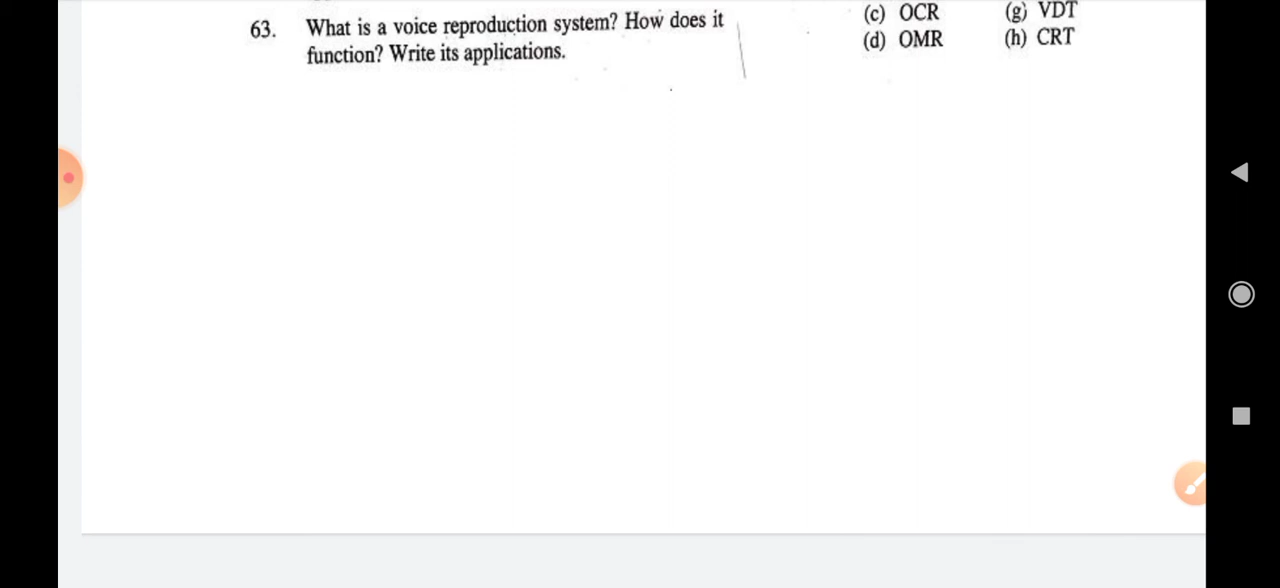 63. What is a voice reproduction system? How does it
function? Write its applications.
(c) OCR (g) VDT
(d) OMR (h) CRT